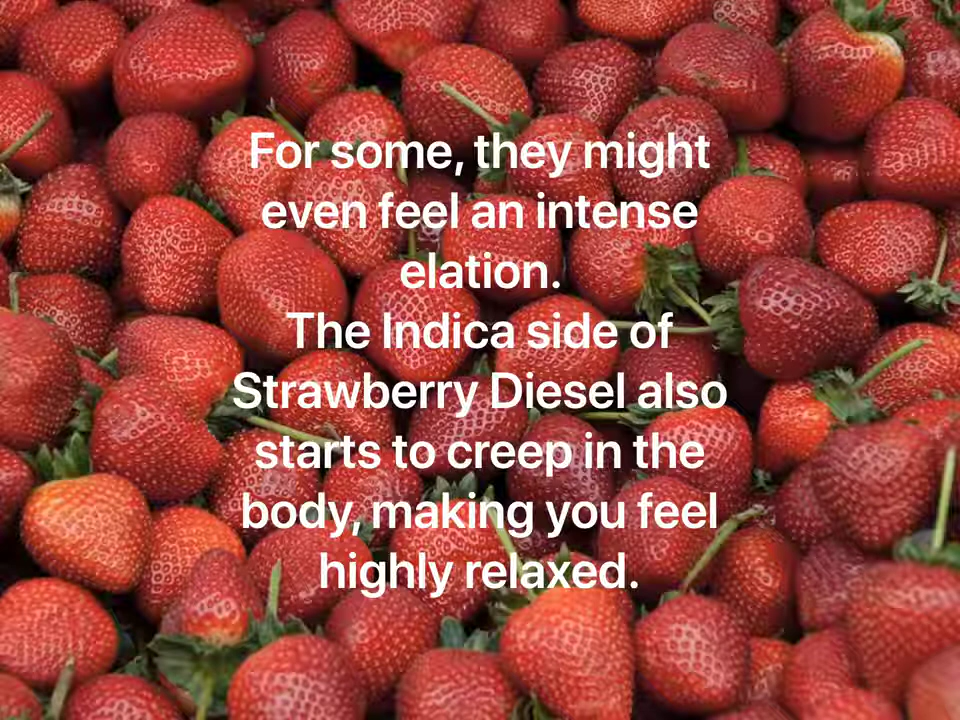 For some, they might
even feel an intense
elation.
The Indica side of
Strawberry Diesel also
starts to creep in the
body, making you feel
highly relaxed.